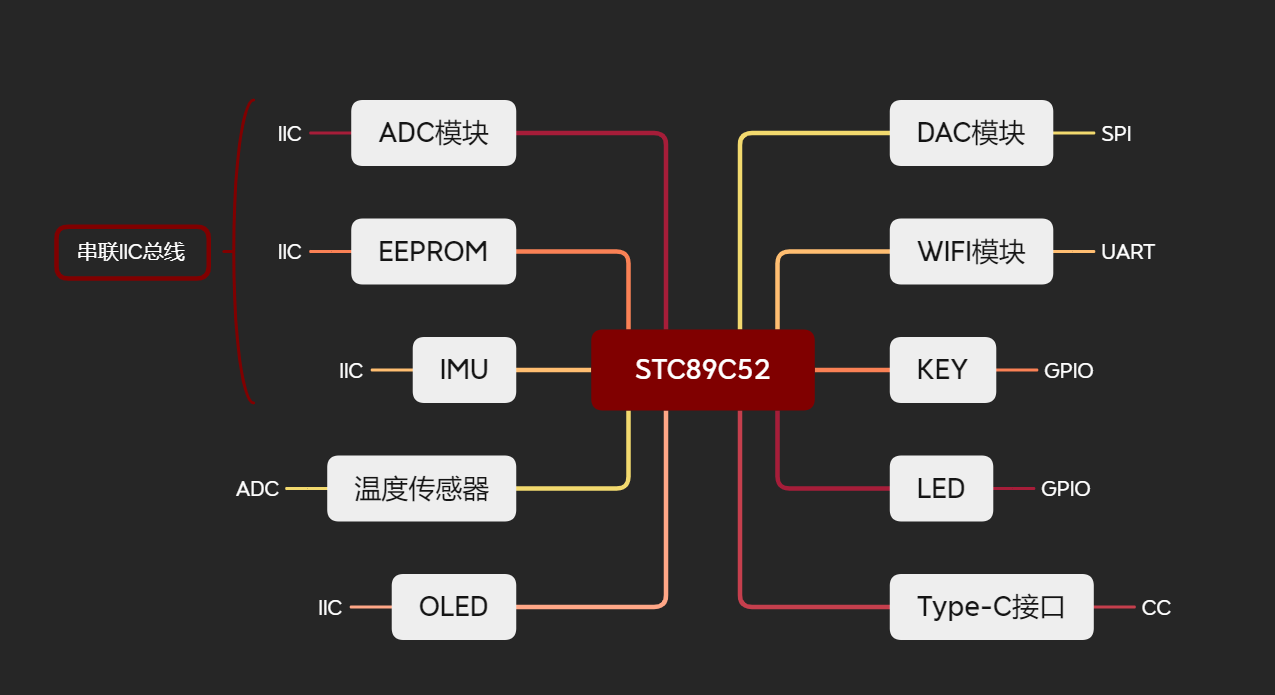 串联IIC总线
IIC
ADC模块
IIC
EEPROM
IIC
IMU
ADC
温度传感器
IIC
OLED
STC89C52
DAC模块
SPI
WIFI模块
UART
KEY
GPIO
LED
GPIO
Type-C接口
CC